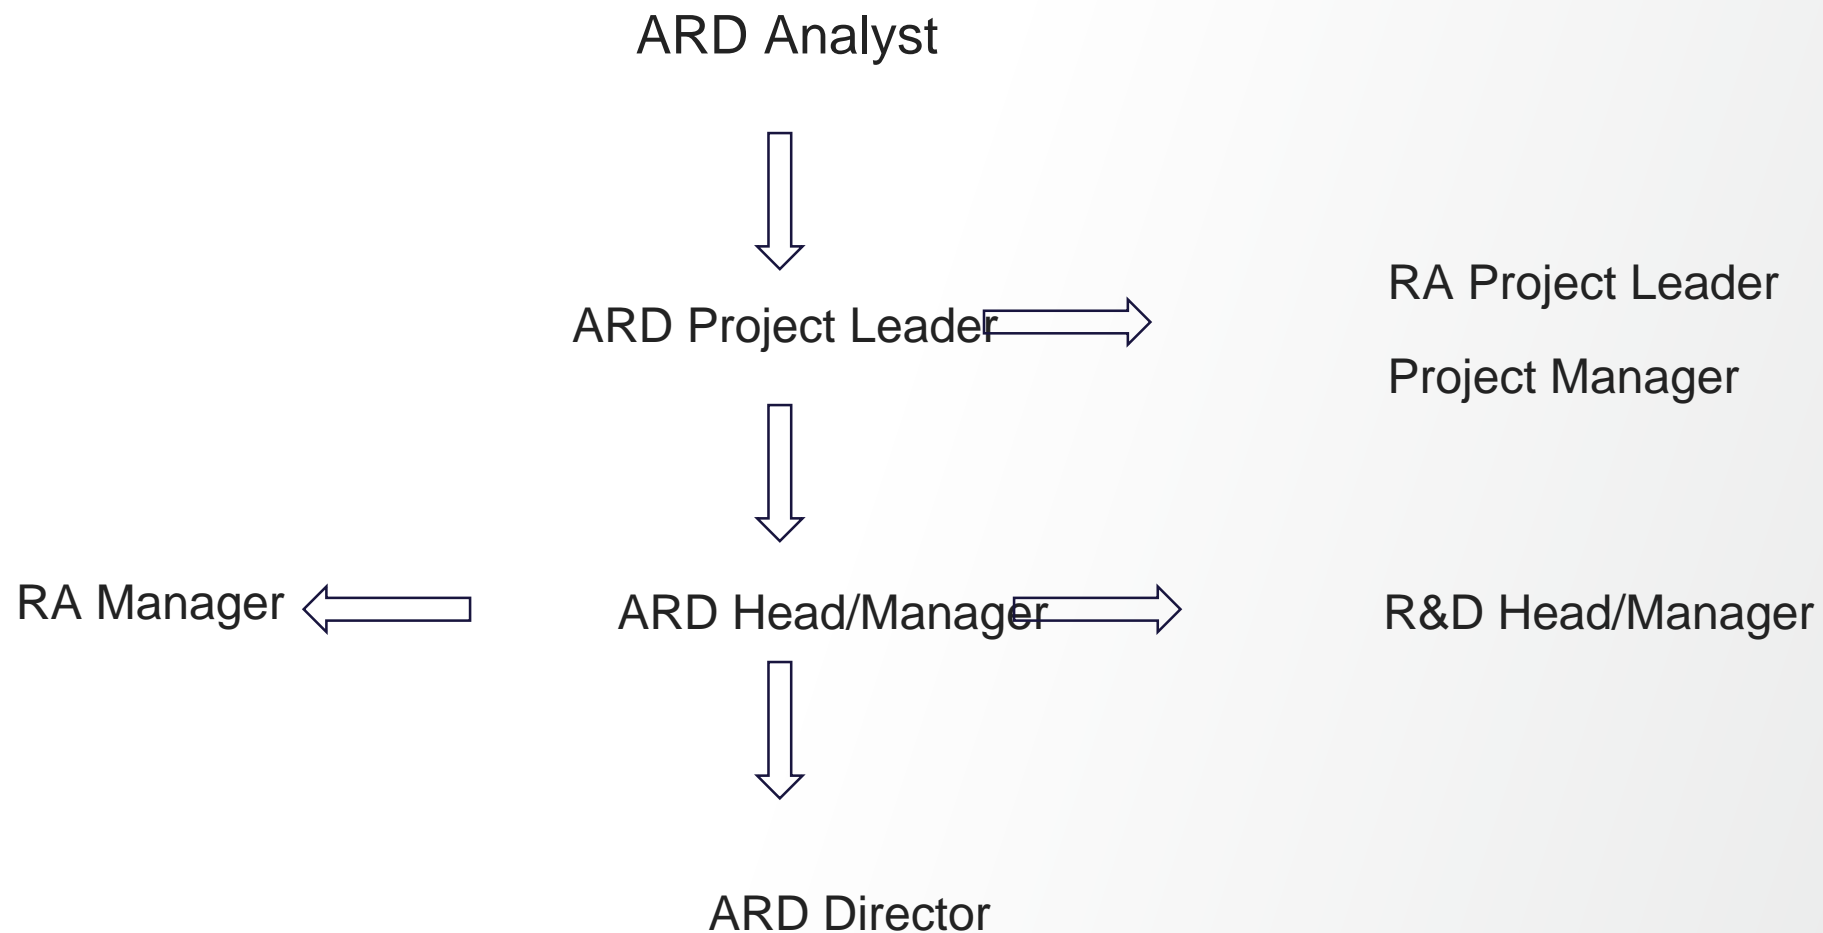 ARD Analyst
ARD Project Leader
RA Project Leader
Project Manager
RA Manager
ARD Head/Manager
R&D Head/Manager
ARD Director